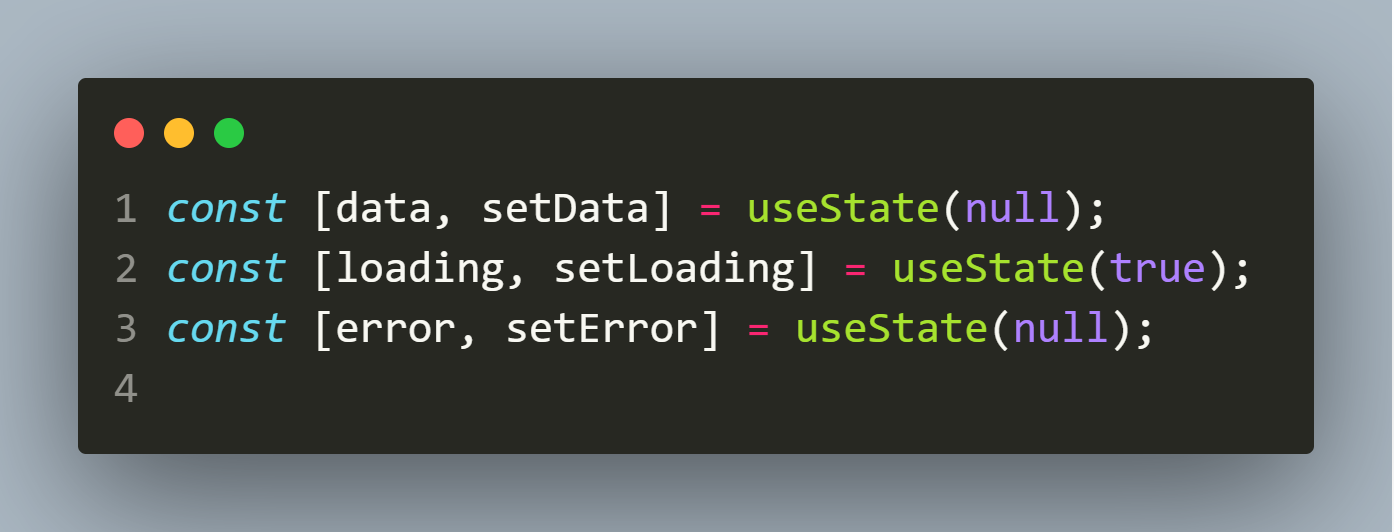 1 const [data, setData] = useState(null);
2 const [loading, setLoading] = useState(true);
3 const [error, setError] = useState(null);
4